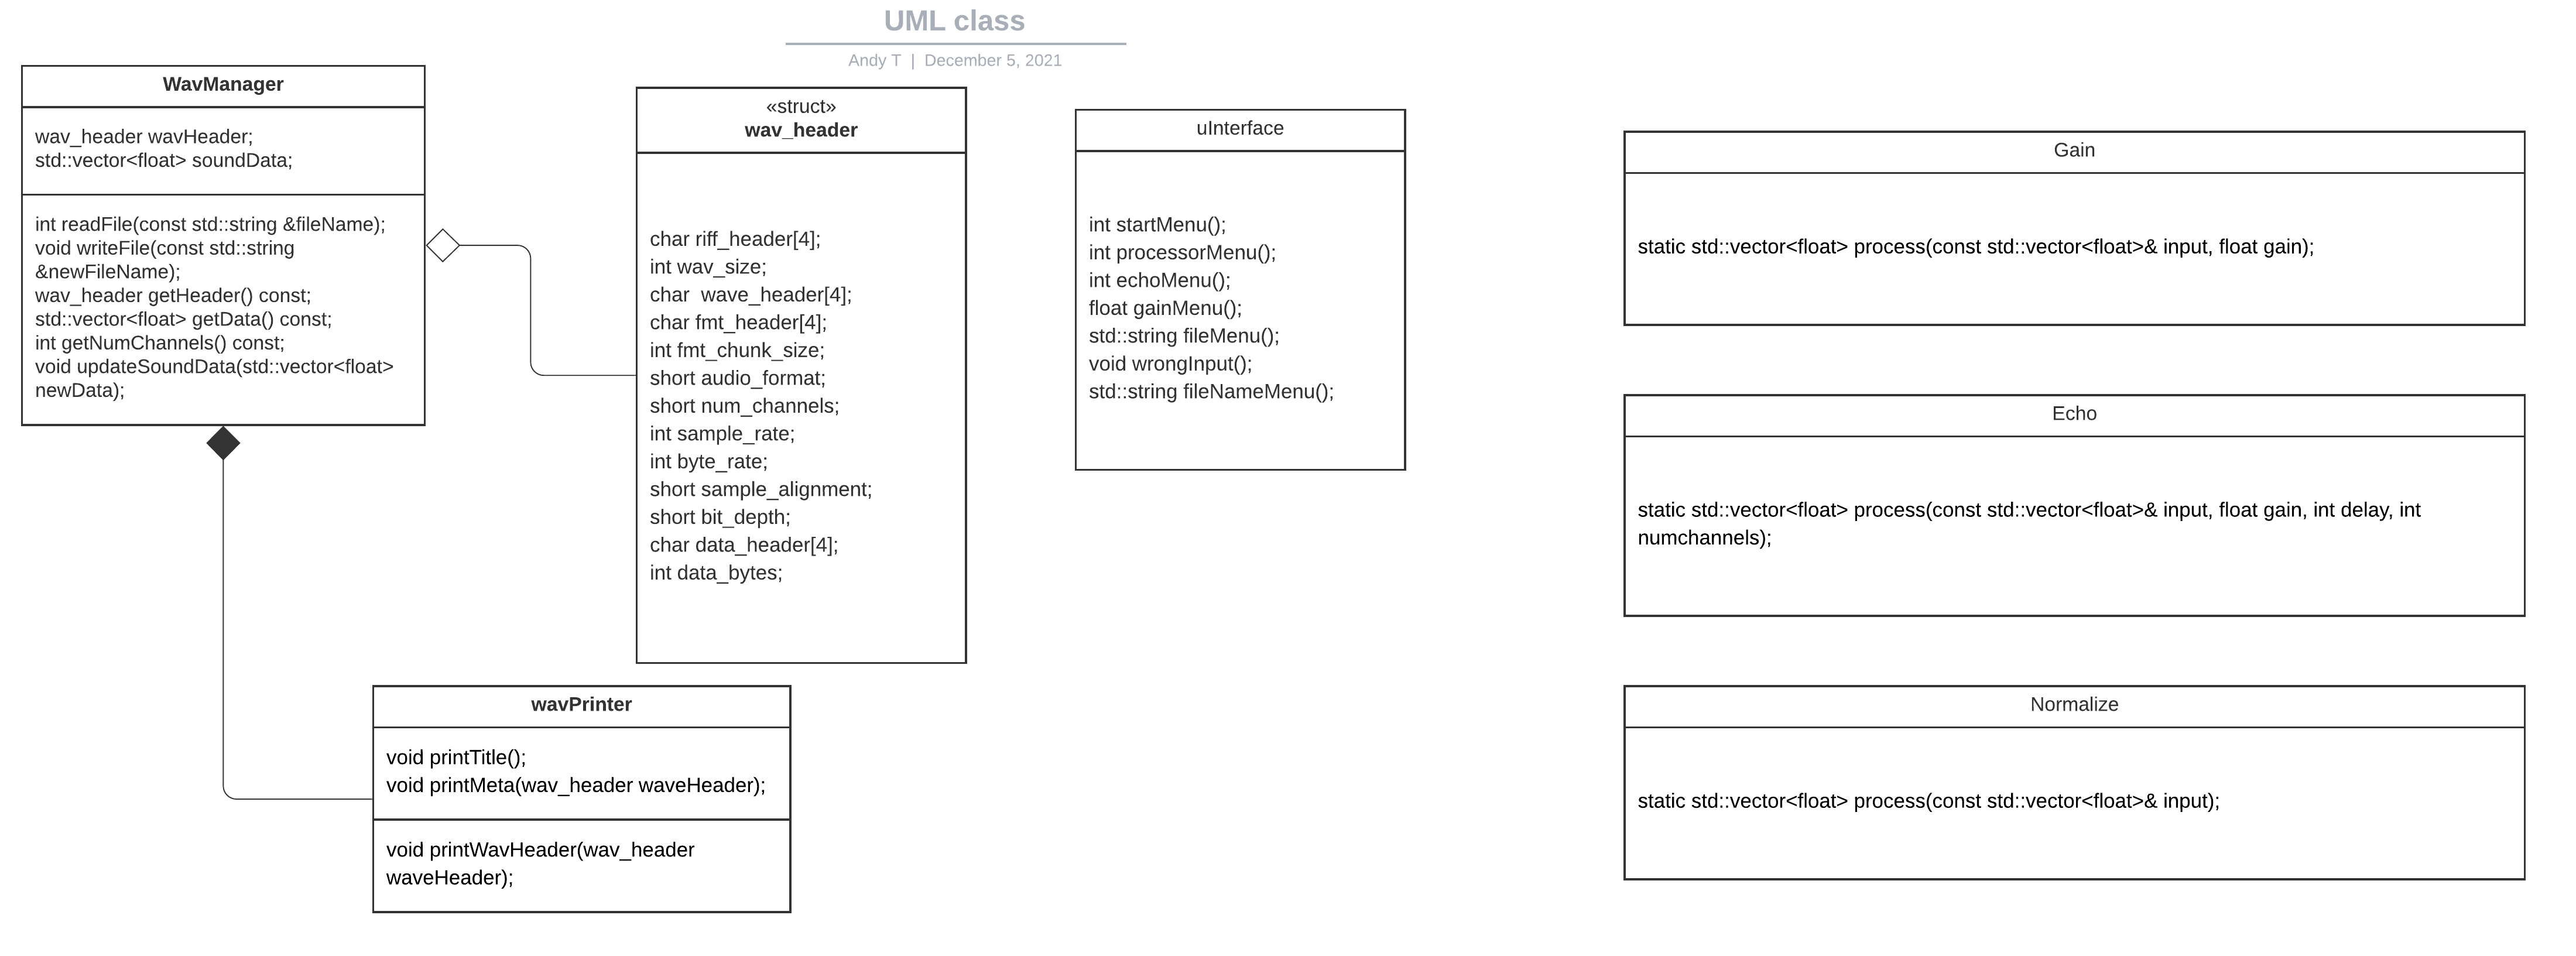 UML class
Andy T | December 5, 2021
WavManager
wav_header wavHeader;
std::vector<float> soundData;
int readFile(const std::string &fileName);
void writeFile(const std::string
&newFileName);
wav_header getHeader() const;
std::vector<float> getData() const;
int getNumChannels() const;
void updateSoundData(std::vector<float>
newData);
«struct»
wav_header
char riff_header[4];
int wav_size;
char  wave_header[4];
char fmt_header[4];
int fmt_chunk_size;
short audio_format;
short num_channels;
int sample_rate;
int byte_rate;
short sample_alignment;
short bit_depth;
char data_header[4];
int data_bytes;
uInterface
int startMenu();
int processorMenu();
int echoMenu();
float gainMenu();
std::string fileMenu();
void wrongInput();
std::string fileNameMenu();
Gain
static std::vector<float> process(const std::vector<float>& input, float gain);
Echo
static std::vector<float> process(const std::vector<float>& input, float gain, int delay, int
numchannels);
wavPrinter
void printTitle();
void printMeta(wav_header waveHeader);
void printWavHeader(wav_header
waveHeader);
Normalize
static std::vector<float> process(const std::vector<float>& input);